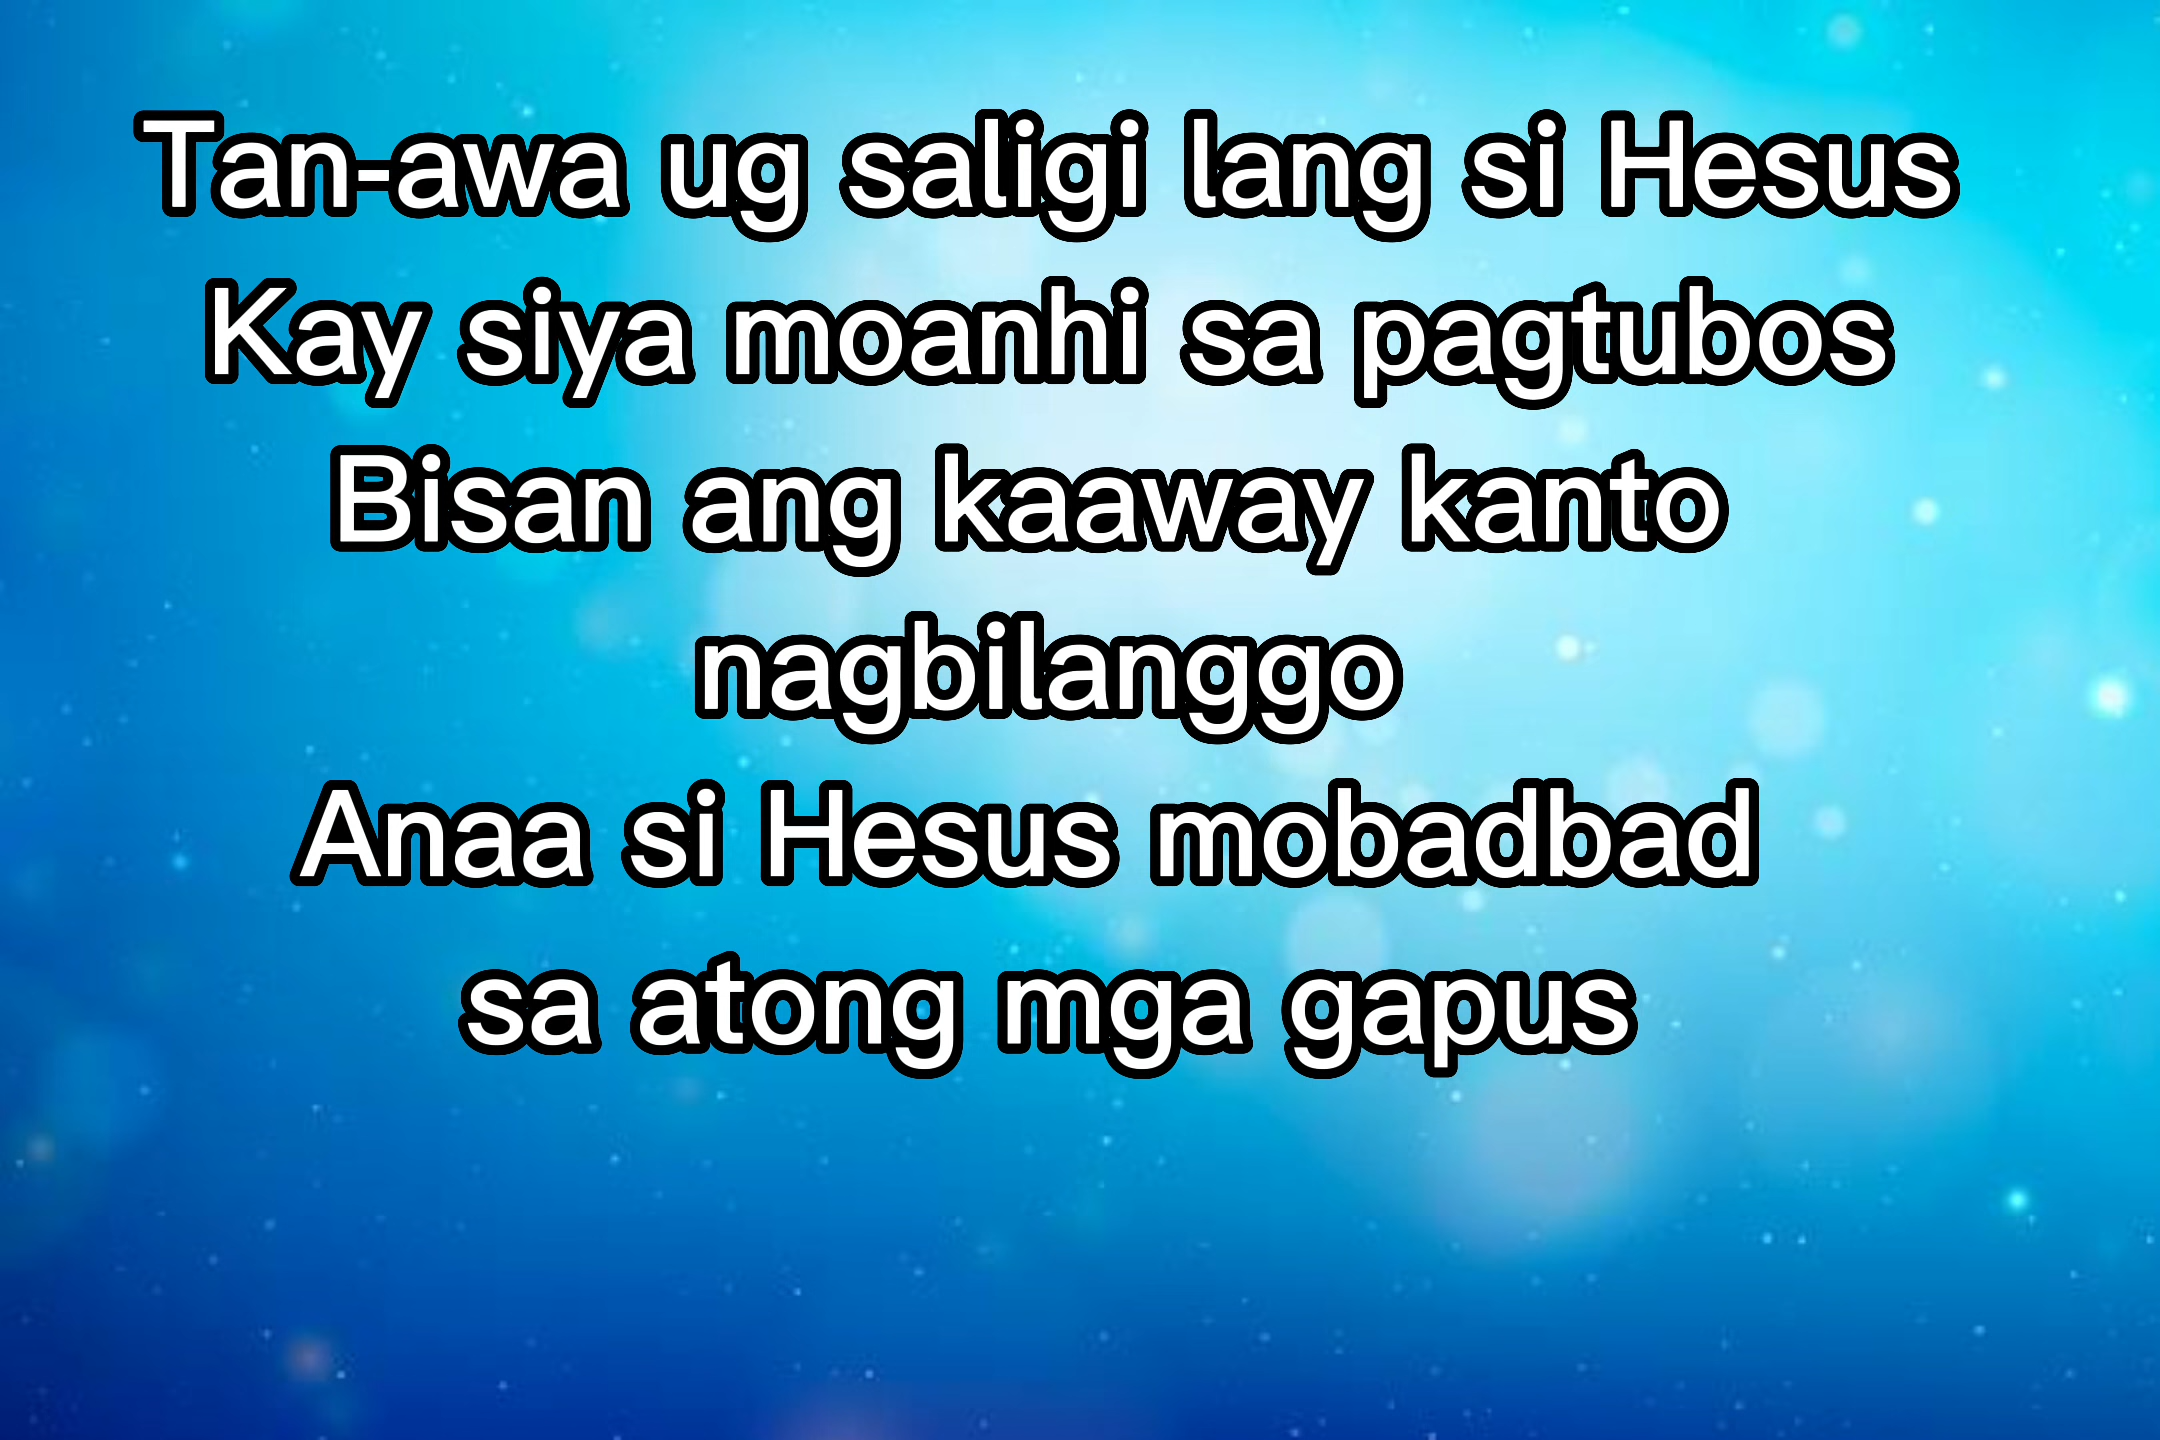 Tan-awa ug saligi lang si Hesus
Kay siya moanhi sa pagtubos
Bisan ang kaaway kanto
nagbilanggo
Anaa si Hesus mobadbad
sa atong mga gapus